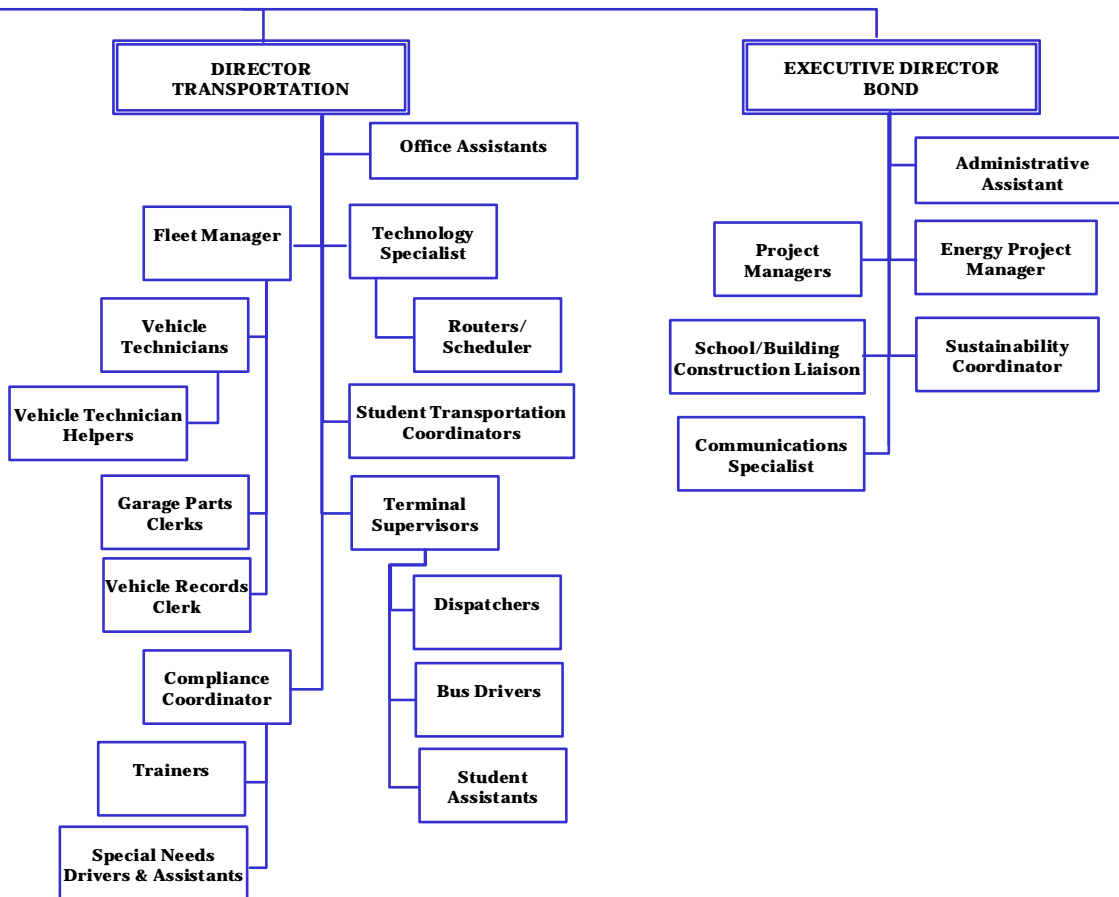 DIRECTOR
TRANSPORTATION
Office Assistants
Fleet Manager
Technology
Specialist
Vehicle
Technicians
Routers/
Scheduler
Vehicle Technician
Helpers
Student Transportation
Coordinators
Garage Parts
Clerks
Terminal
Supervisors
Vehicle Records
Clerk
Dispatchers
Compliance
Coordinator
Bus Drivers
Trainers
Student
Assistants
Special Needs
Drivers & Assistants
EXECUTIVE DIRECTOR
BOND
Administrative
Assistant
Project
Managers
Energy Project
Manager
School/Building
Construction Liaison
Sustainability
Coordinator
Communications
Specialist